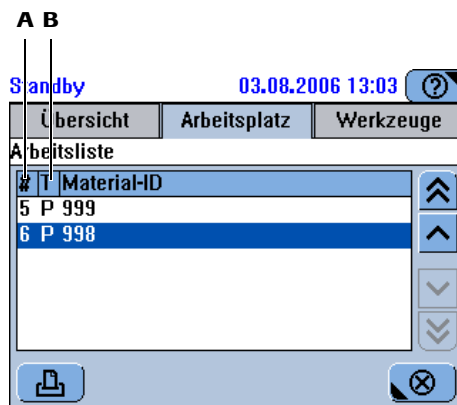 A B
Standby 03.08.2006 13:03 ?
Übersicht Arbeitsplatz Werkzeuge
Arbeitsliste
# T Material-ID
5 P 999
6 P 998